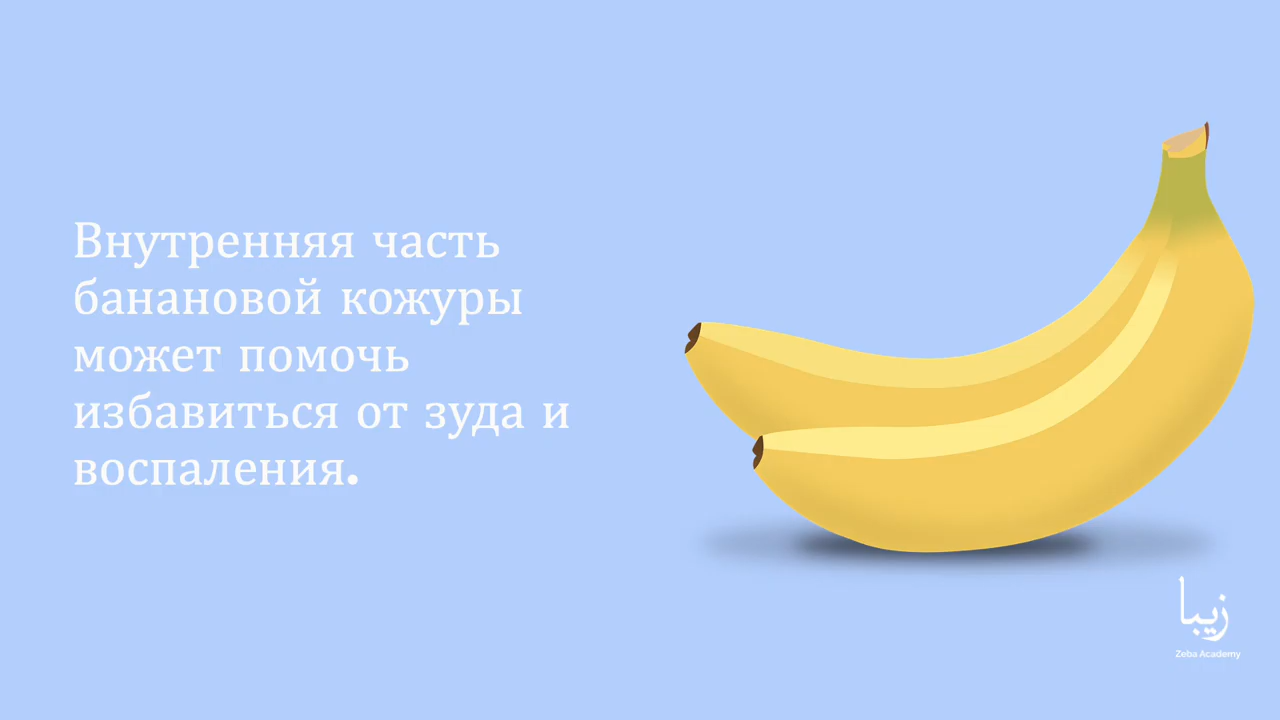 Внутренняя часть
банановой кожуры
может помочь
избавиться от зуда и
воспаления.
زيبا
Zeba Academy